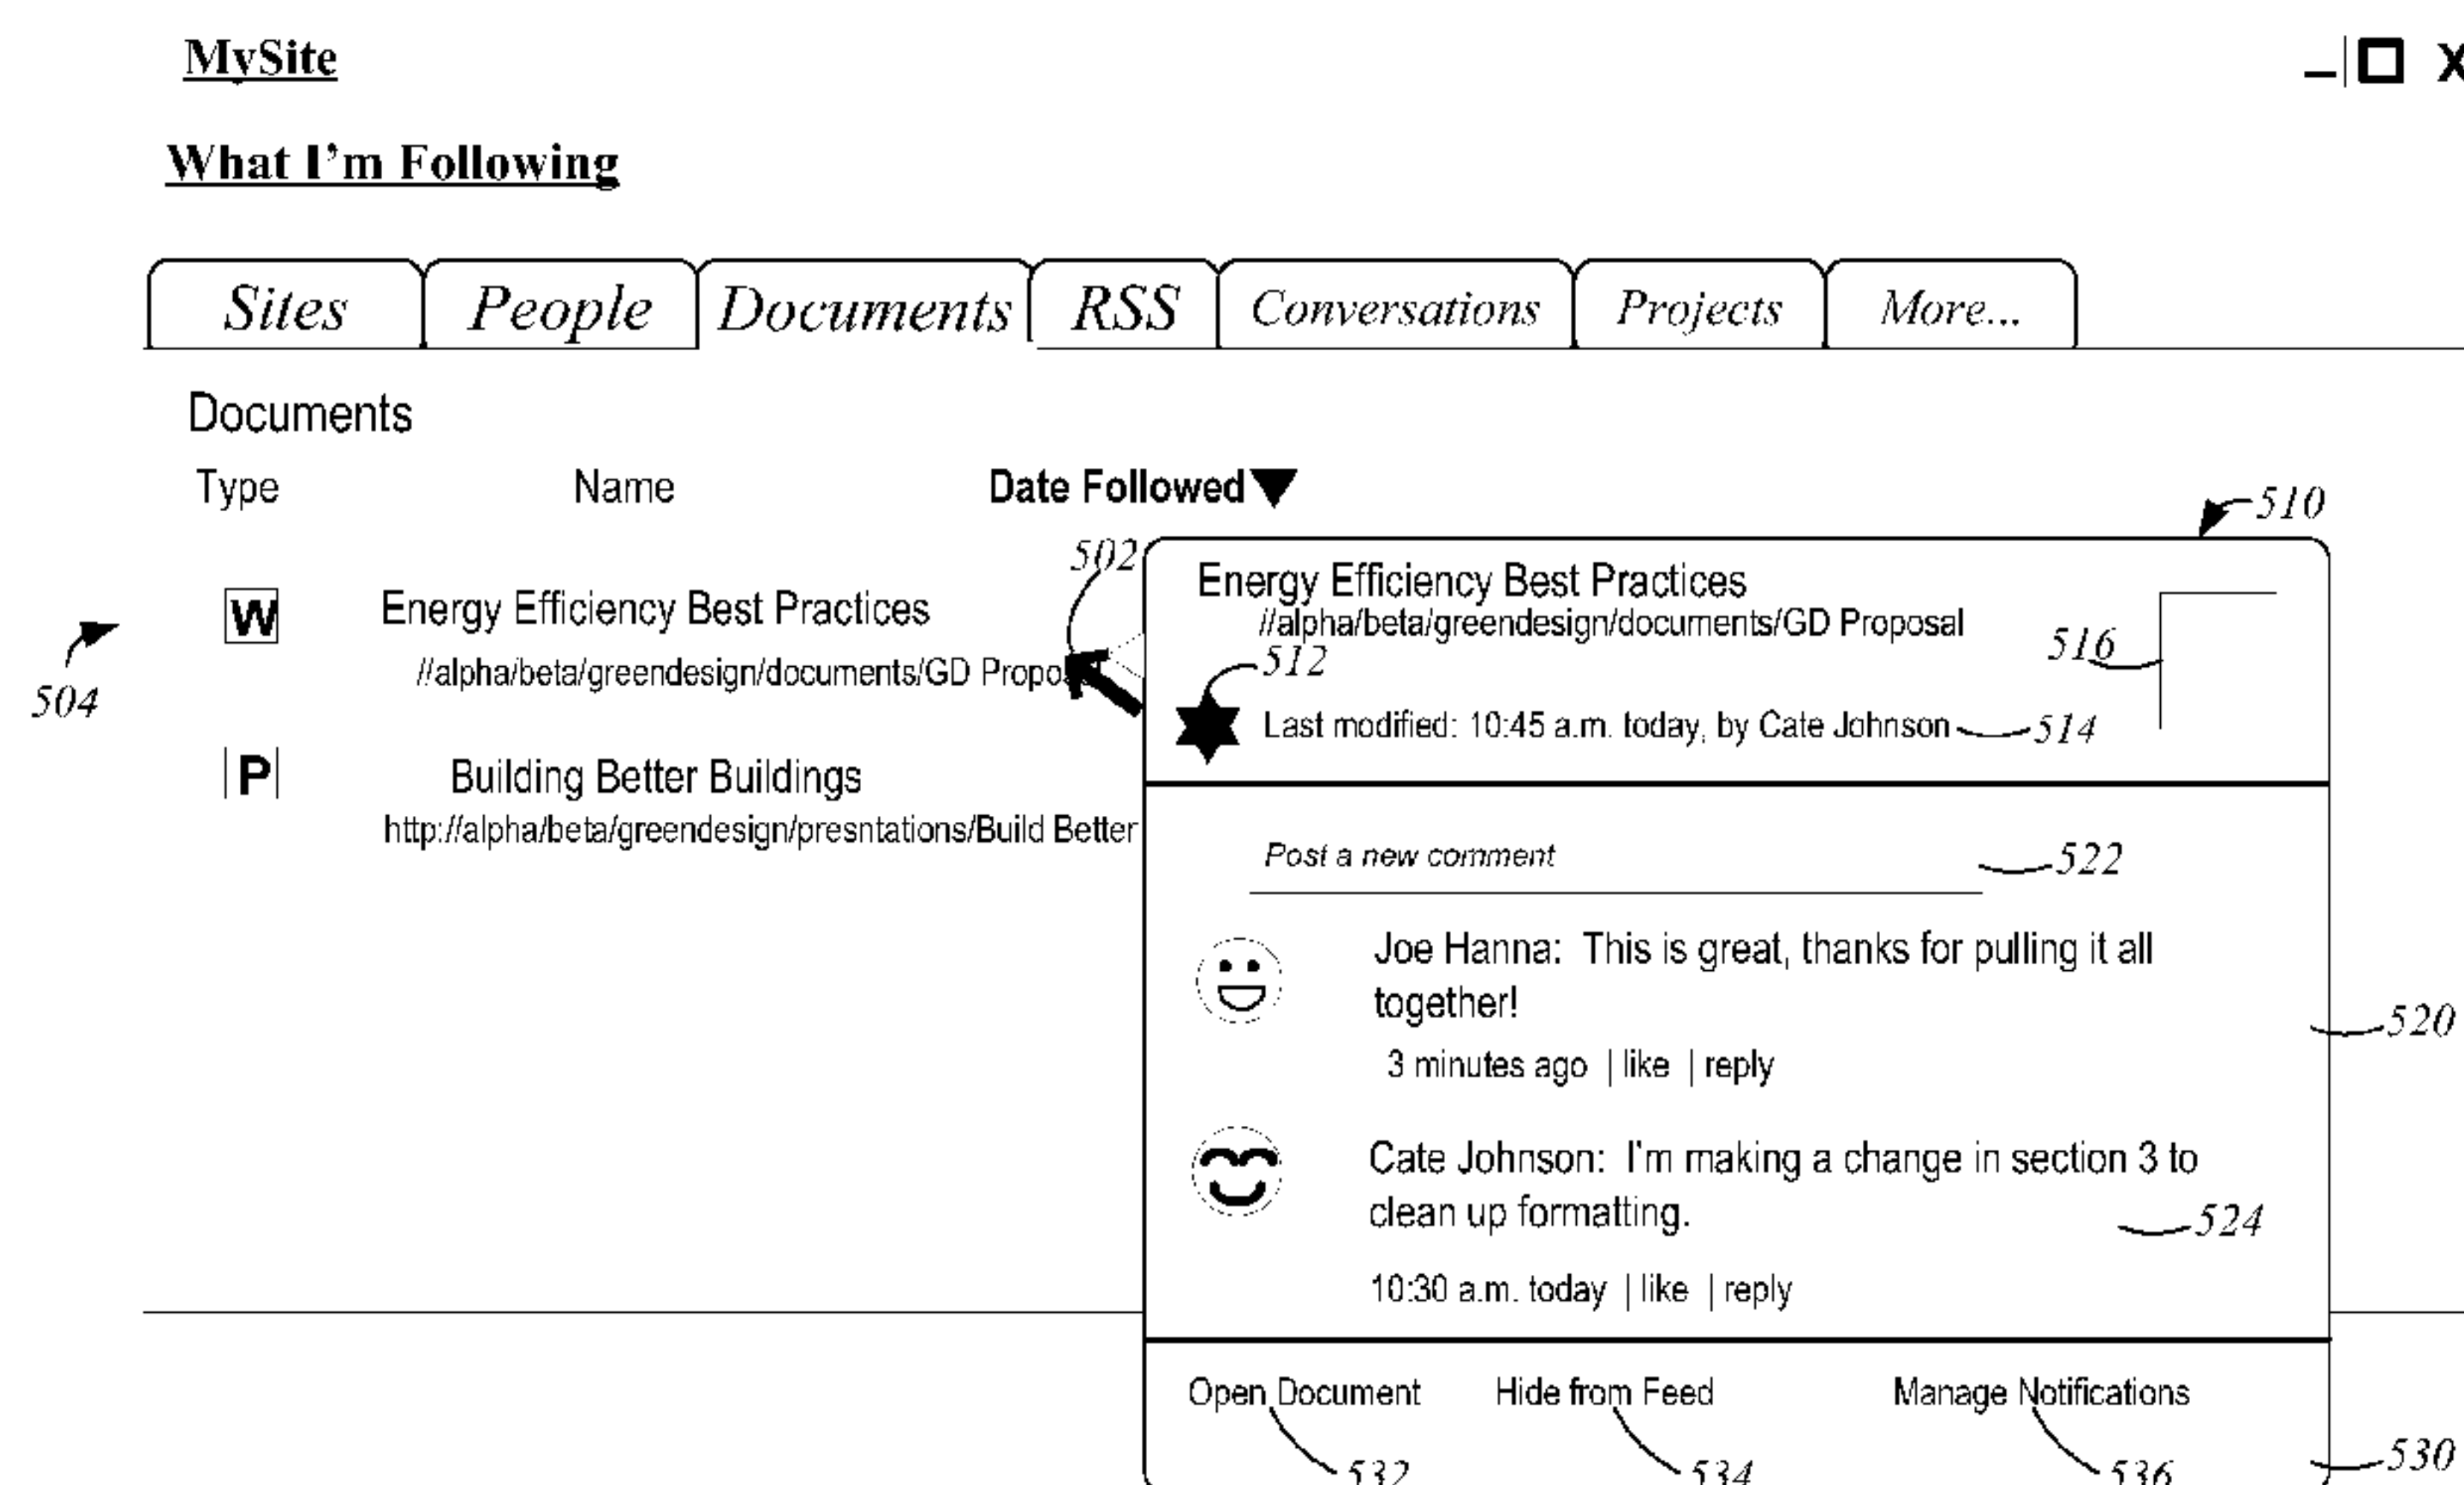 MySite
X
What I'm Following
Sites People Documents RSS Conversations Projects More...
Documents
Type Name Date Followed
510
502
Energy Efficiency Best Practices
//alpha/beta/greendesign/documents/GD Proposal
516
512
Last modified: 10:45 a.m. today, by Cate Johnson 514
W Energy Efficiency Best Practices
//alpha/beta/greendesign/documents/GD
504
P Building Better Buildings
http://alpha/beta/greendesign/presntations/Build Better
Post a new comment 522
Joe Hanna: This is great, thanks for pulling it all
together!
520
3 minutes ago | like | reply
Cate Johnson: I'm making a change in section 3 to
clean up formatting.
524
10:30 a.m. today | like | reply
Open Document Hide from Feed Manage Notifications
532 534 536 530